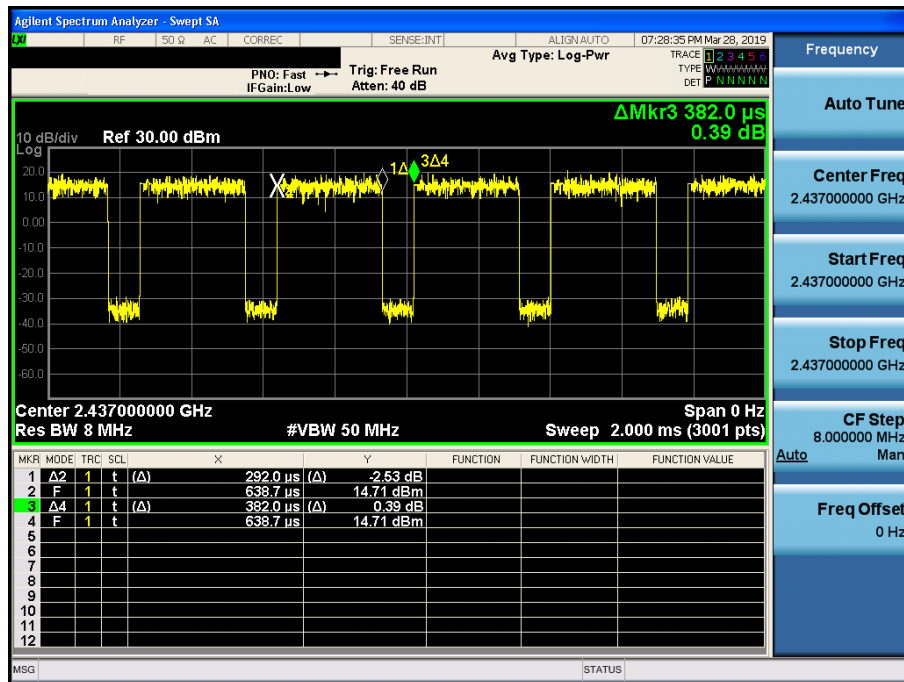 Agilent Spectrum Analyzer - Swept SA
LXI RF 50 Ω AC CORREC SENSE:INT ALIGN AUTO 07:28:35 PM Mar 28, 2019
Avg Type: Log-Pwr TRACE 1 2 3 4 5 6
PNO: Fast Trig: Free Run TYPE WWWWWW
IFGain:Low Atten: 40 dB DET P N N N N N
ΔMkr3 382.0 µs
0.39 dB
10 dB/div Ref 30.00 dBm
Log
20.0
10.0
0.00
-10.0
-20.0
-30.0
-40.0
-50.0
-60.0
1Δ
3Δ4
Center 2.437000000 GHz Span 0 Hz
Res BW 8 MHz #VBW 50 MHz Sweep 2.000 ms (3001 pts)
MKR MODE TRC SCL X Y FUNCTION FUNCTION WIDTH FUNCTION VALUE
1 Δ2 1 t (Δ) 292.0 µs (Δ) -2.53 dB
2 F 1 t 638.7 µs 14.71 dBm
3 Δ4 1 t (Δ) 382.0 µs (Δ) 0.39 dB
4 F 1 t 638.7 µs 14.71 dBm
5
6
7
8
9
10
11
12
MSG STATUS
Frequency
Auto Tune
Center Freq
2.437000000 GHz
Start Freq
2.437000000 GHz
Stop Freq
2.437000000 GHz
CF Step
8.000000 MHz
Auto Man
Freq Offset
0 Hz